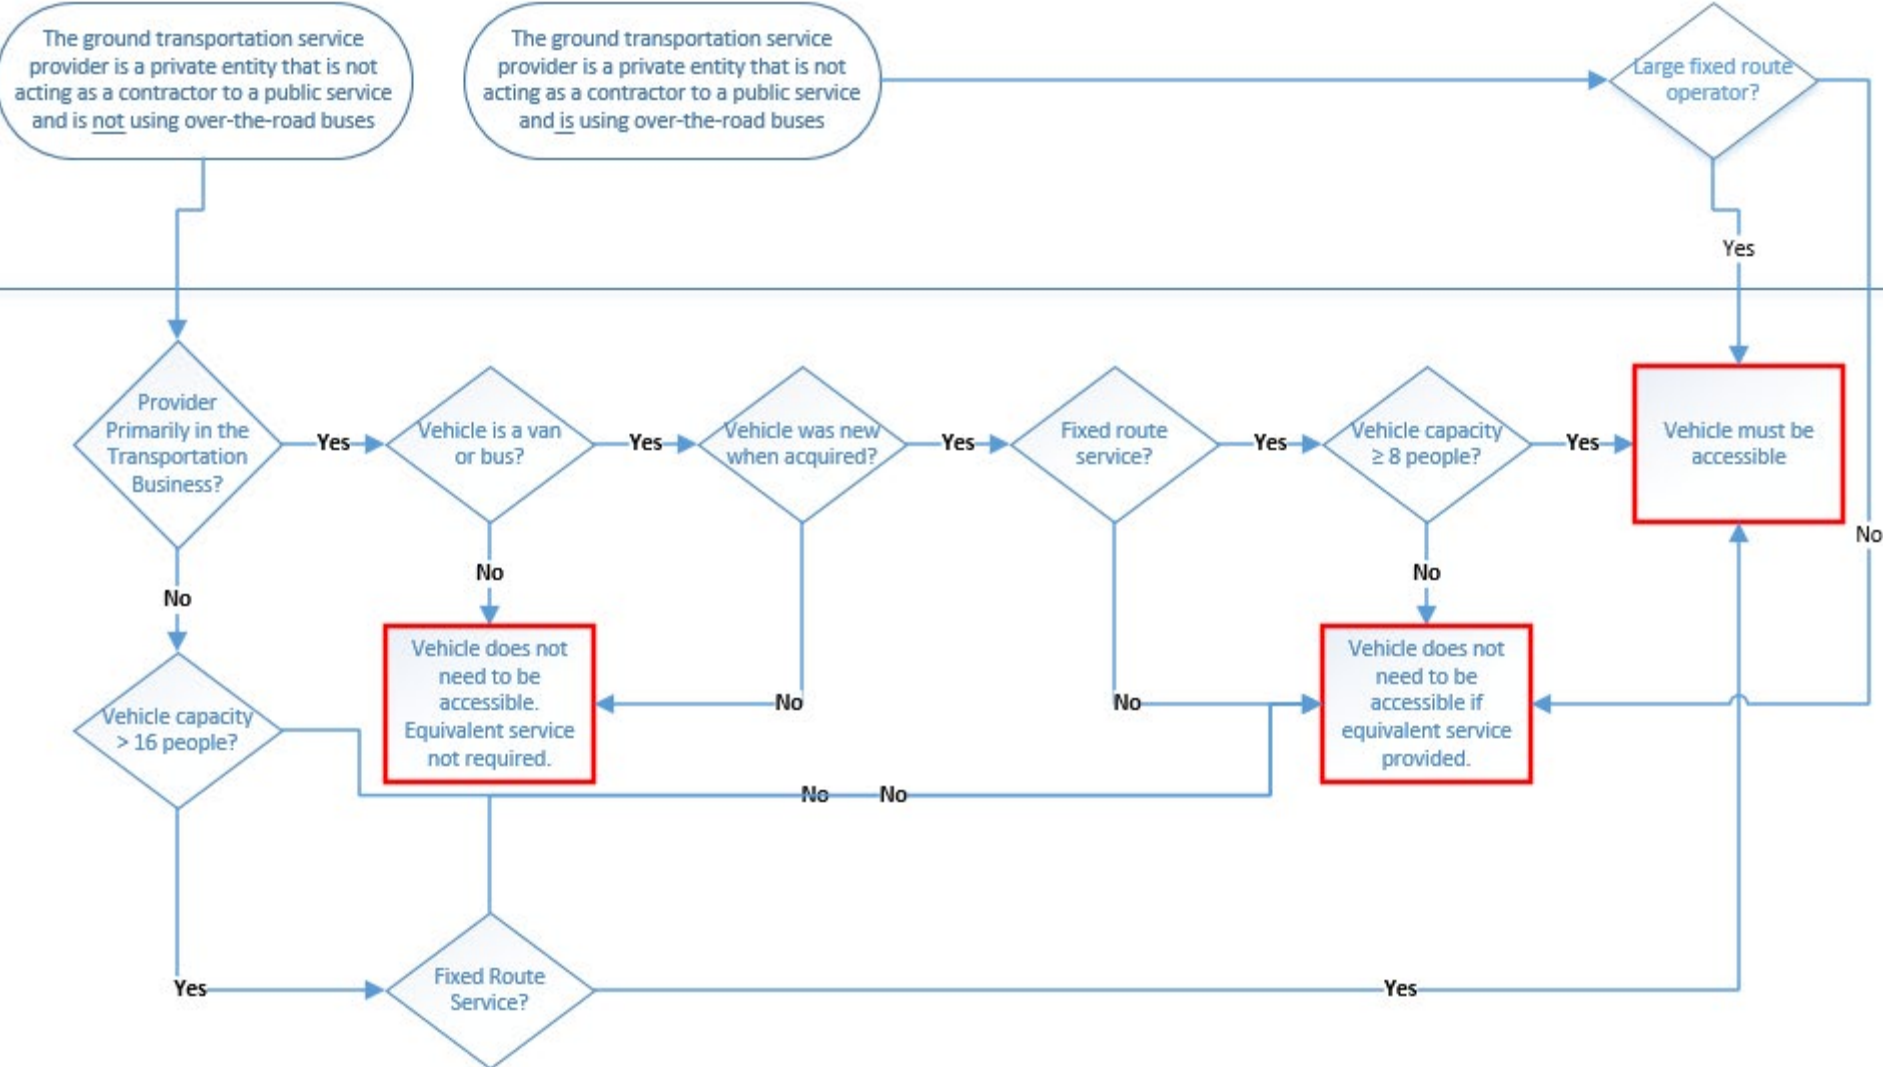 The ground transportation service
provider is a private entity that is not
acting as a contractor to a public service
and is not using over-the-road buses
The ground transportation service
provider is a private entity that is not
acting as a contractor to a public service
and is using over-the-road buses
Large fixed route
operator?
Yes
Provider
Primarily in the
Transportation
Business?
Yes
Vehicle is a van
or bus?
Yes
Vehicle was new
when acquired?
Yes
Fixed route
service?
Yes
Vehicle capacity
≥ 8 people?
Yes
Vehicle must be
accessible
No
No
No
No
Vehicle does not
need to be
accessible.
Equivalent service
not required.
No
No
Vehicle does not
need to be
accessible if
equivalent service
provided.
Vehicle capacity
> 16 people?
No
No
Yes
Fixed Route
Service?
Yes